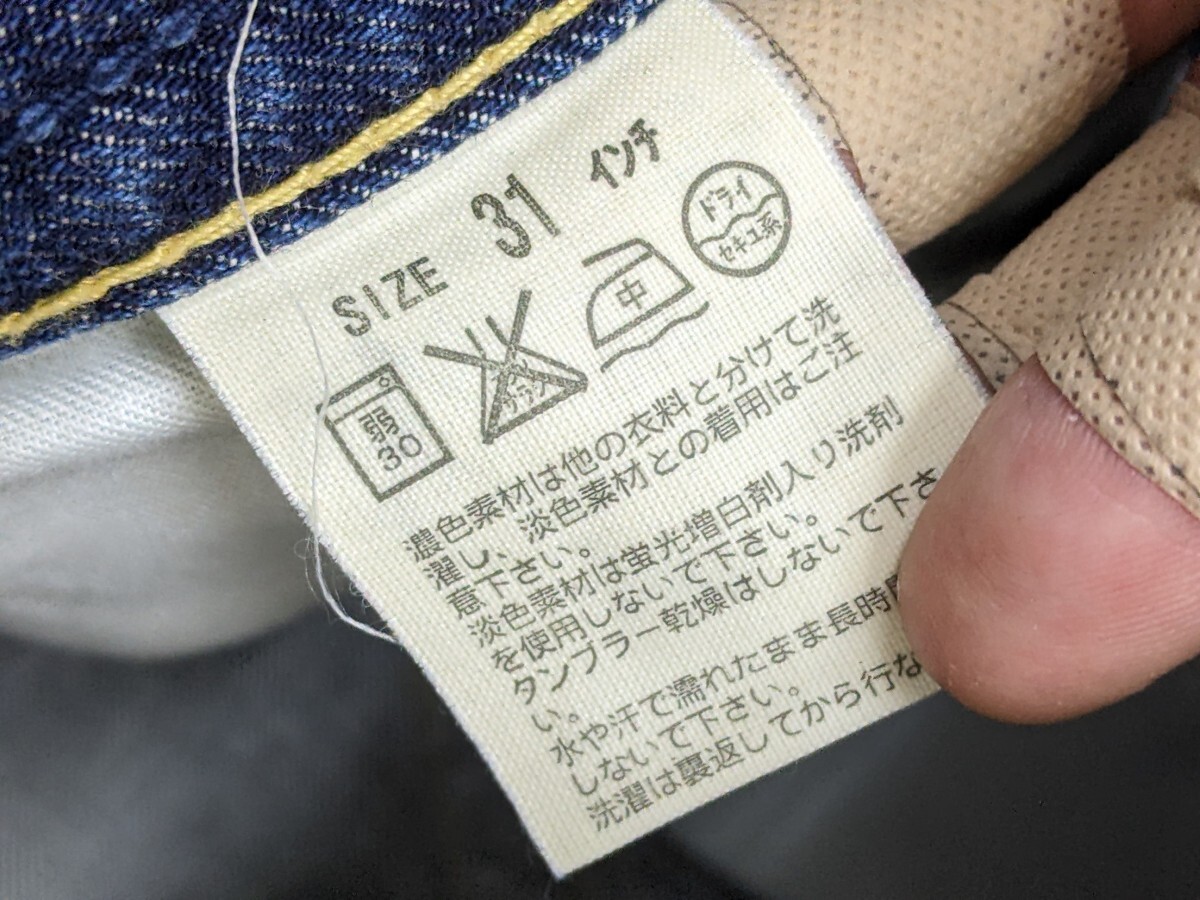 SIZE 31 インチ
弱
30
中
ドライ
セキユ系
濃色素材は他の衣料と分けて洗
濯し、淡色素材との着用はご注
意下さい。
淡色素材は蛍光増白剤入り洗剤
を使用しないで下さい。
タンブラー乾燥はしないで下さ
い。
水や汗で濡れたまま長時間
しないで下さい。
洗濯は裏返してから行な